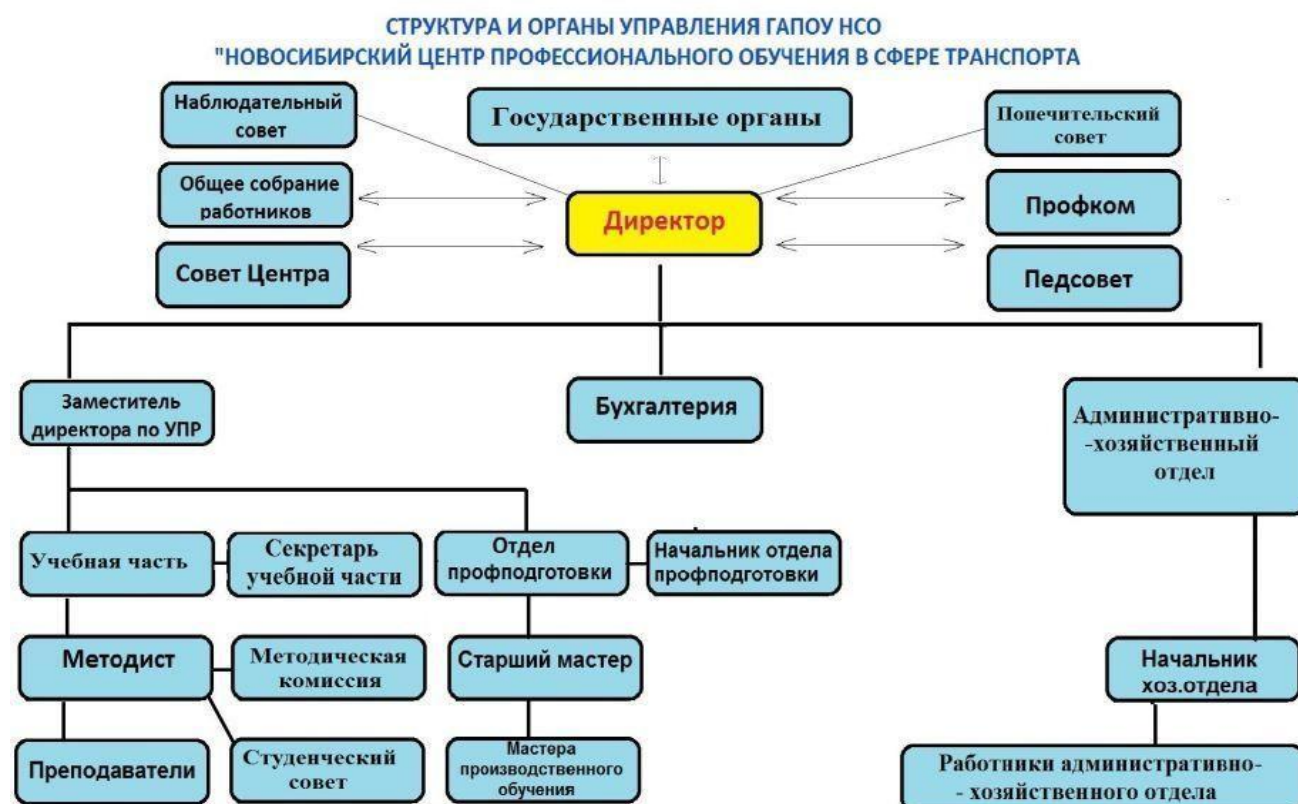 СТРУКТУРА И ОРГАНЫ УПРАВЛЕНИЯ ГАПОУ НСО
"НОВОСИБИРСКИЙ ЦЕНТР ПРОФЕССИОНАЛЬНОГО ОБУЧЕНИЯ В СФЕРЕ ТРАНСПОРТА
Наблюдательный
совет
Государственные органы
Попечительский
совет
Общее собрание
работников
Директор
Профком
Совет Центра
Педсовет
Заместитель
директора по УПР
Бухгалтерия
Административно-
-хозяйственный
отдел
Учебная часть
Секретарь
учебной части
Отдел
профподготовки
Начальник отдела
профподготовки
Методист
Методическая
комиссия
Старший мастер
Начальник
хоз.отдела
Преподаватели
Студенческий
совет
Мастера
производственного
обучения
Работники административно-
- хозяйственного отдела